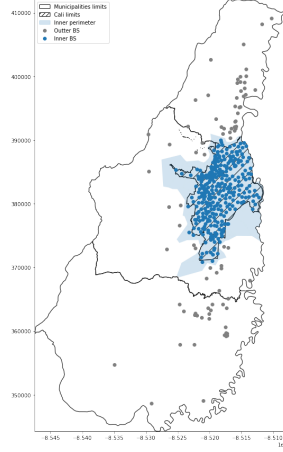 Municipalities limits
Cali limits
Inner perimeter
Outter BS
Inner BS
410000
400000
390000
380000
370000
360000
350000
-8.545 -8.540 -8.535 -8.530 -8.525 -8.520 -8.515 -8.510
1e